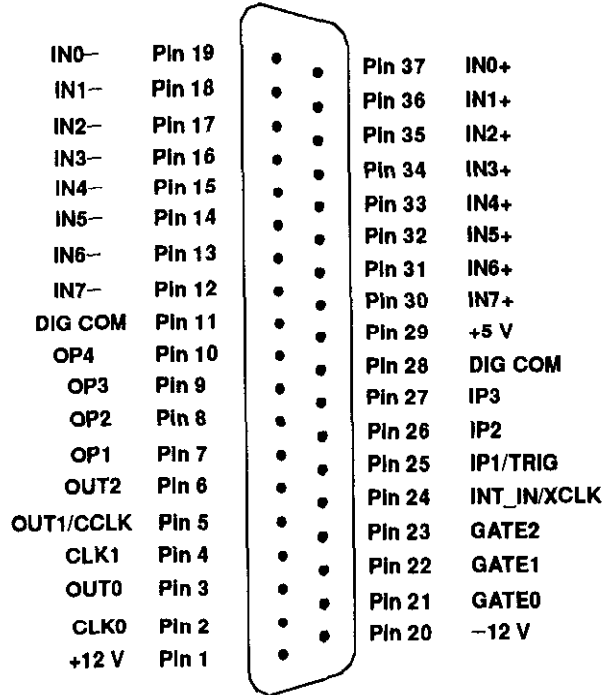 IN0– Pin 19
IN1– Pin 18
IN2– Pin 17
IN3– Pin 16
IN4– Pin 15
IN5– Pin 14
IN6– Pin 13
IN7– Pin 12
DIG COM Pin 11
OP4 Pin 10
OP3 Pin 9
OP2 Pin 8
OP1 Pin 7
OUT2 Pin 6
OUT1/CCLK Pin 5
CLK1 Pin 4
OUT0 Pin 3
CLK0 Pin 2
+12 V Pin 1
Pin 37 IN0+
Pin 36 IN1+
Pin 35 IN2+
Pin 34 IN3+
Pin 33 IN4+
Pin 32 IN5+
Pin 31 IN6+
Pin 30 IN7+
Pin 29 +5 V
Pin 28 DIG COM
Pin 27 IP3
Pin 26 IP2
Pin 25 IP1/TRIG
Pin 24 INT_IN/XCLK
Pin 23 GATE2
Pin 22 GATE1
Pin 21 GATE0
Pin 20 –12 V